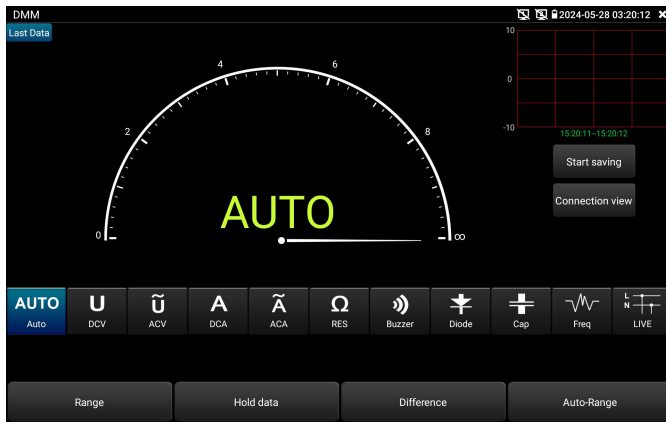 DMM
2024-05-28 03:20:12
Last Data
10
0
-10
15:20:11--15:20:12
0
2
4
6
8
∞
AUTO
Start saving
Connection view
AUTO
Auto
U
DCV
Ũ
ACV
A
DCA
Ã
ACA
Ω
RES
Buzzer
Diode
Cap
Freq
L
N
LIVE
Range
Hold data
Difference
Auto-Range